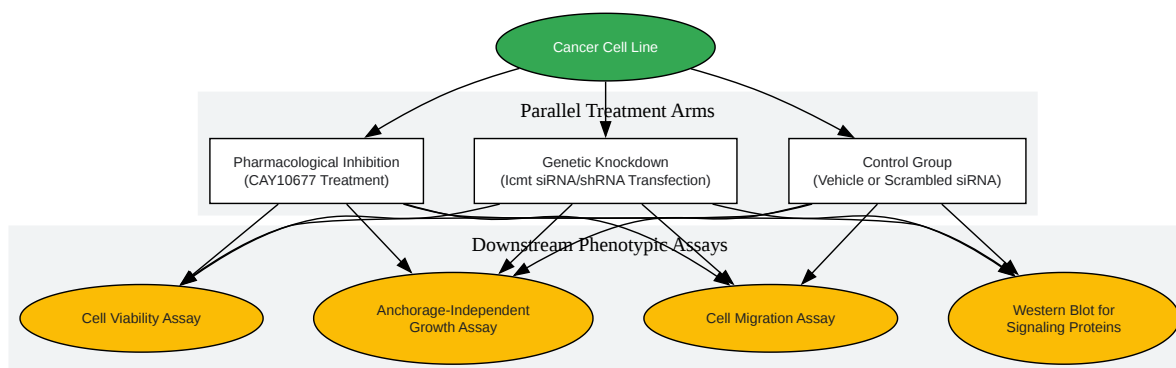 Cancer Cell Line
Parallel Treatment Arms
Pharmacological Inhibition
(CAY10677 Treatment)
Genetic Knockdown
(Icmt siRNA/shRNA Transfection)
Control Group
(Vehicle or Scrambled siRNA)
Downstream Phenotypic Assays
Cell Viability Assay
Anchorage-Independent
Growth Assay
Cell Migration Assay
Western Blot for
Signaling Proteins